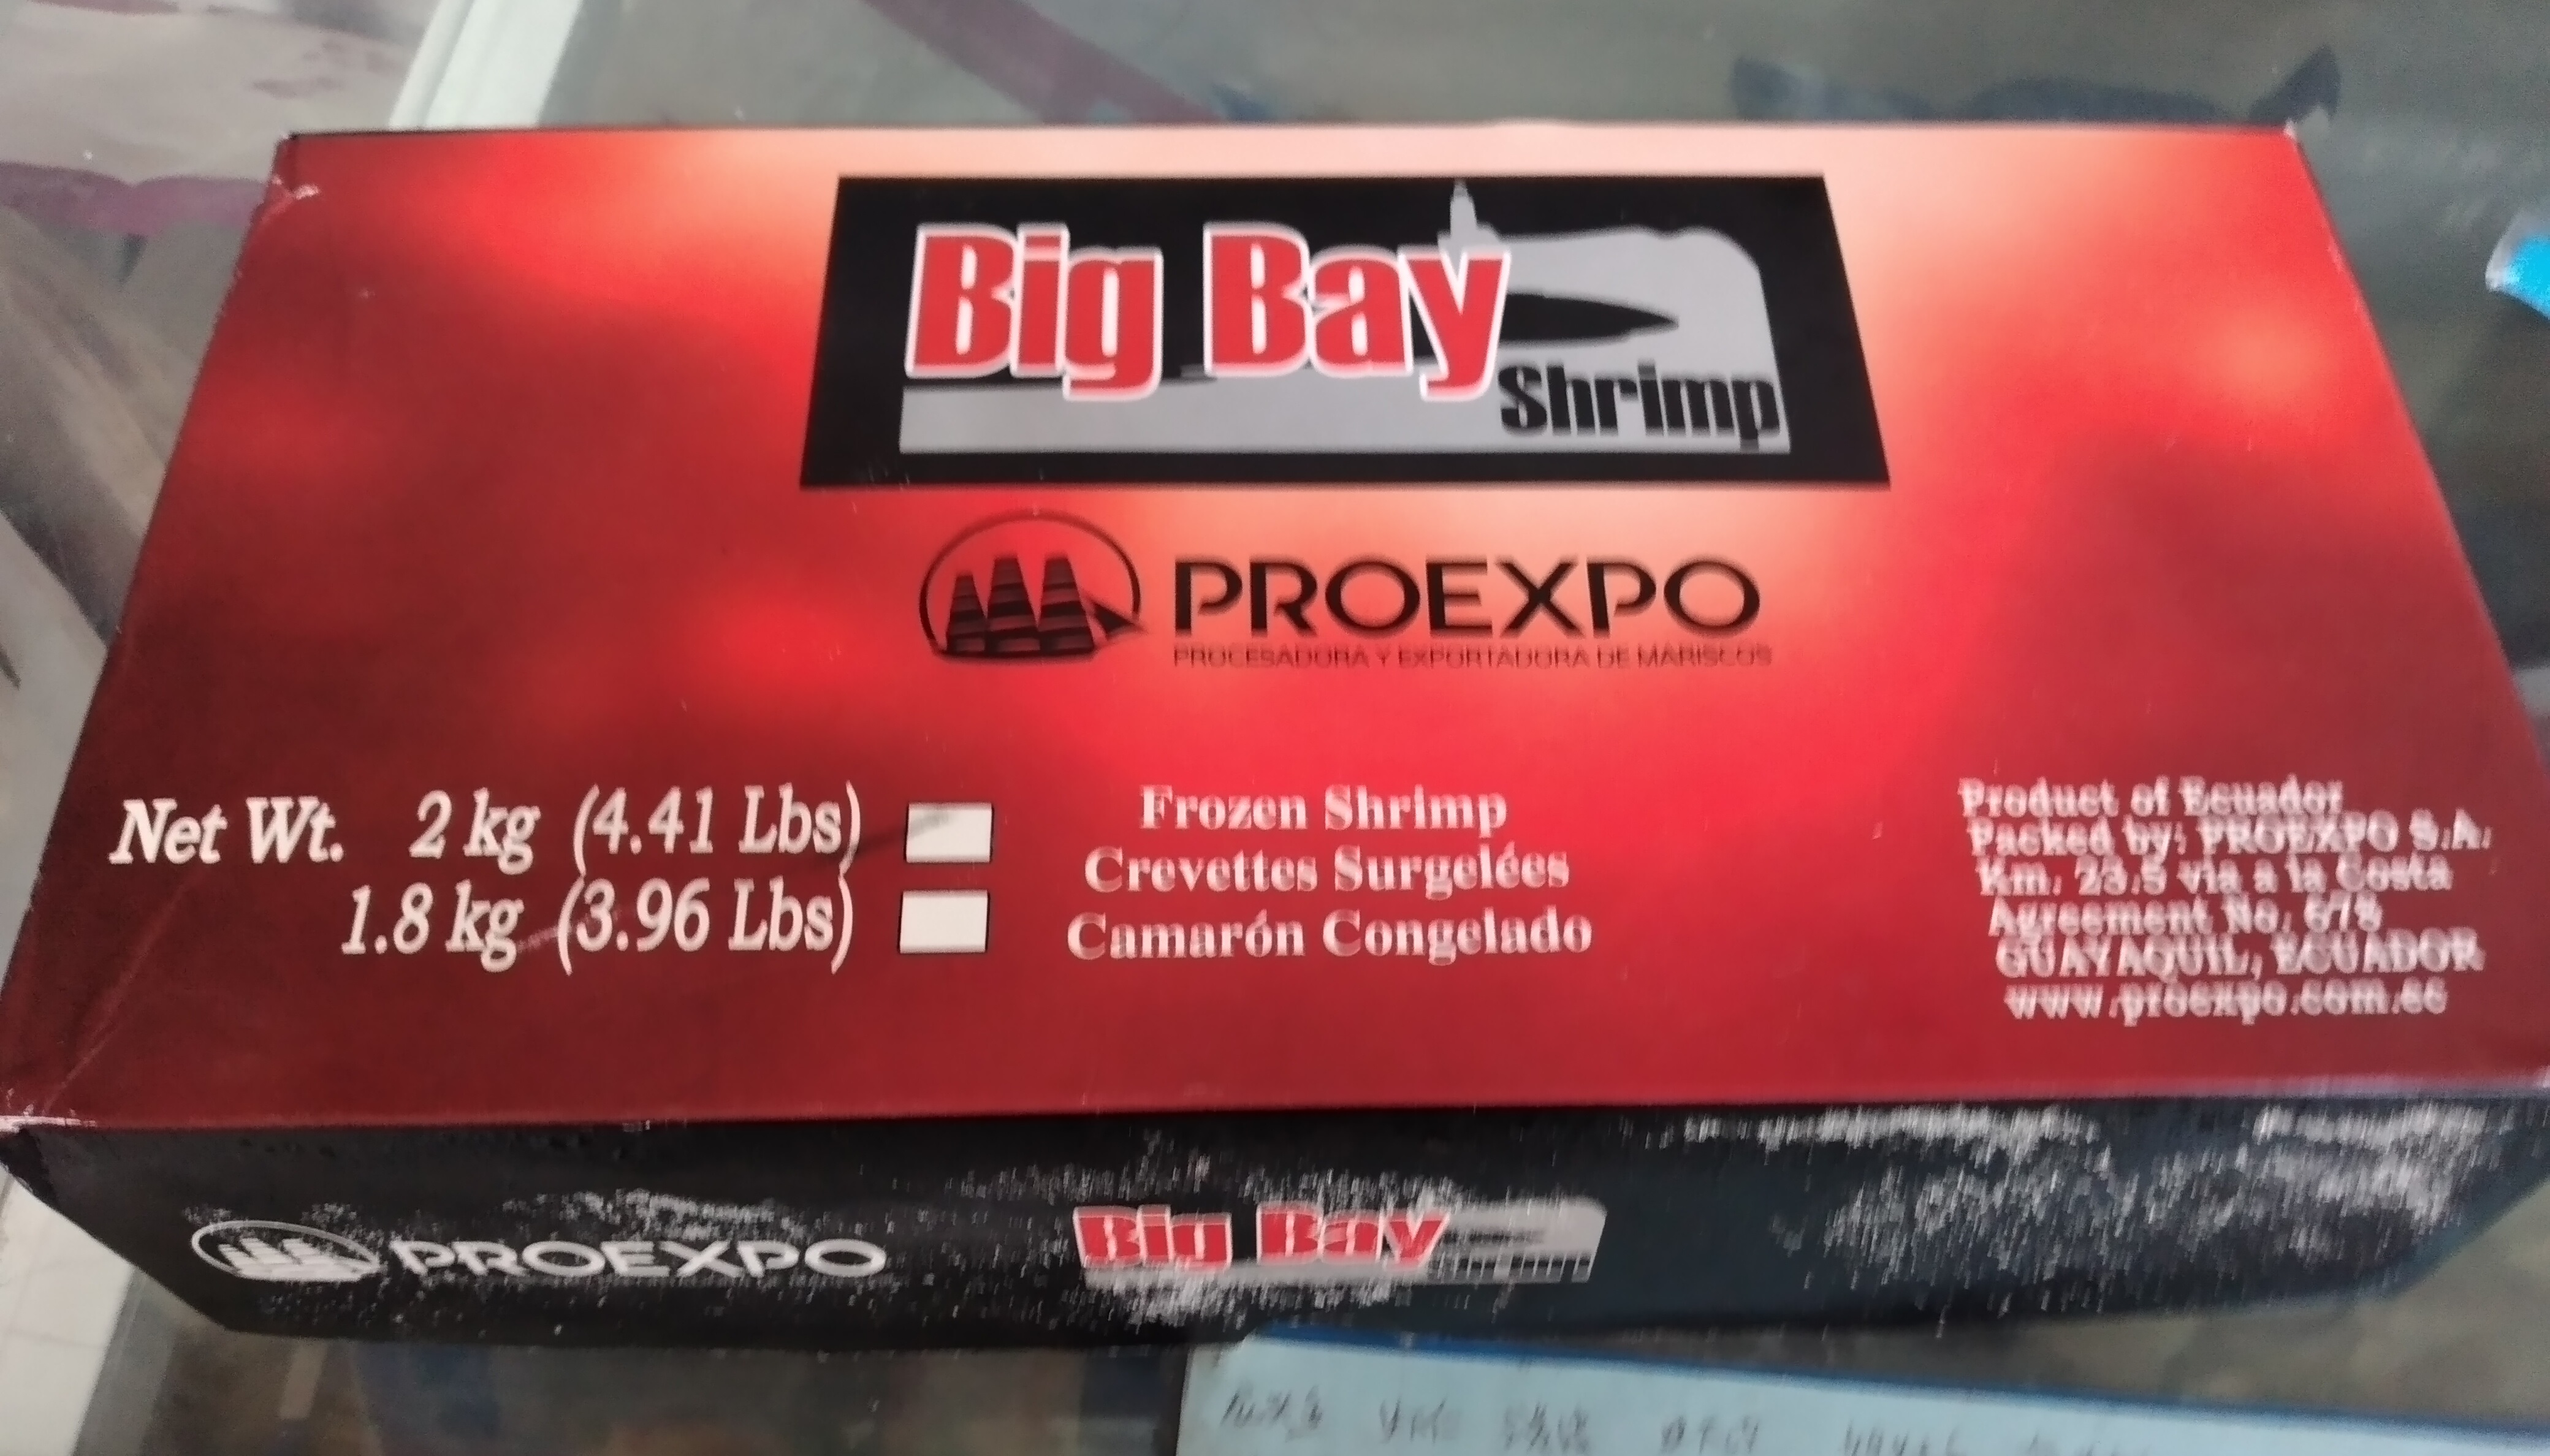 Big Bay
Shrimp
PROEXPO
PROCESADORA Y EXPORTADORA DE MARISCOS
Net Wt. 2 kg (4.41 Lbs)
1.8 kg (3.96 Lbs)
Frozen Shrimp
Crevettes Surgelées
Camarón Congelado
Product of Ecuador
Packed by: PROEXPO S.A.
Km. 23.5 via a la Costa
Agreement No. 678
GUAYAQUIL, ECUADOR
www.proexpo.com.ec
PROEXPO
Big Bay